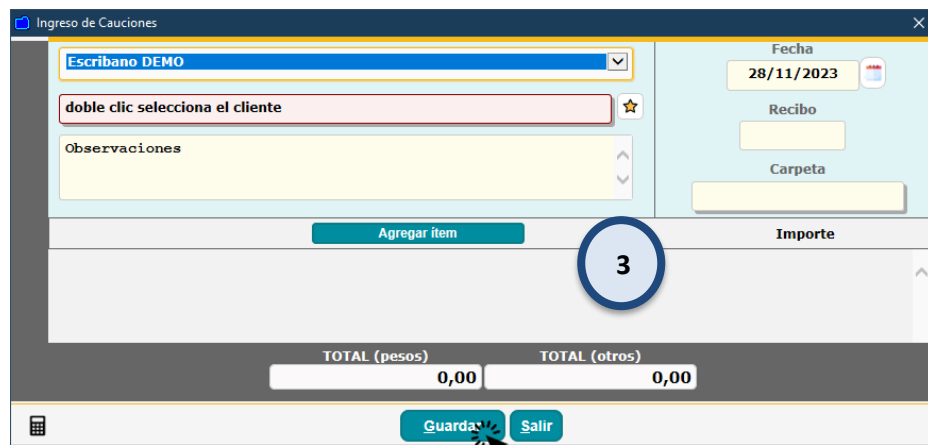 Ingreso de Cauciones
Escribano DEMO
Fecha
28/11/2023
doble clic selecciona el cliente
Recibo
Observaciones
Carpeta
Agregar ítem
Importe
3
TOTAL (pesos) TOTAL (otros)
0,00 0,00
Guardar Salir